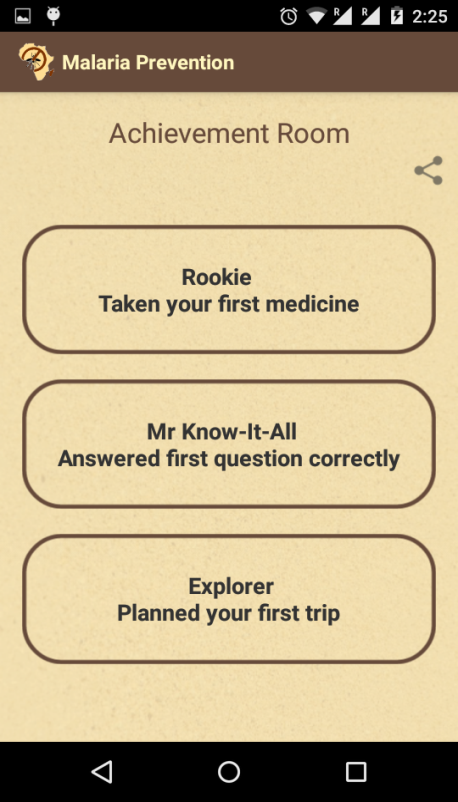 R R 2:25
Malaria Prevention
Achievement Room
Rookie
Taken your first medicine
Mr Know-It-All
Answered first question correctly
Explorer
Planned your first trip